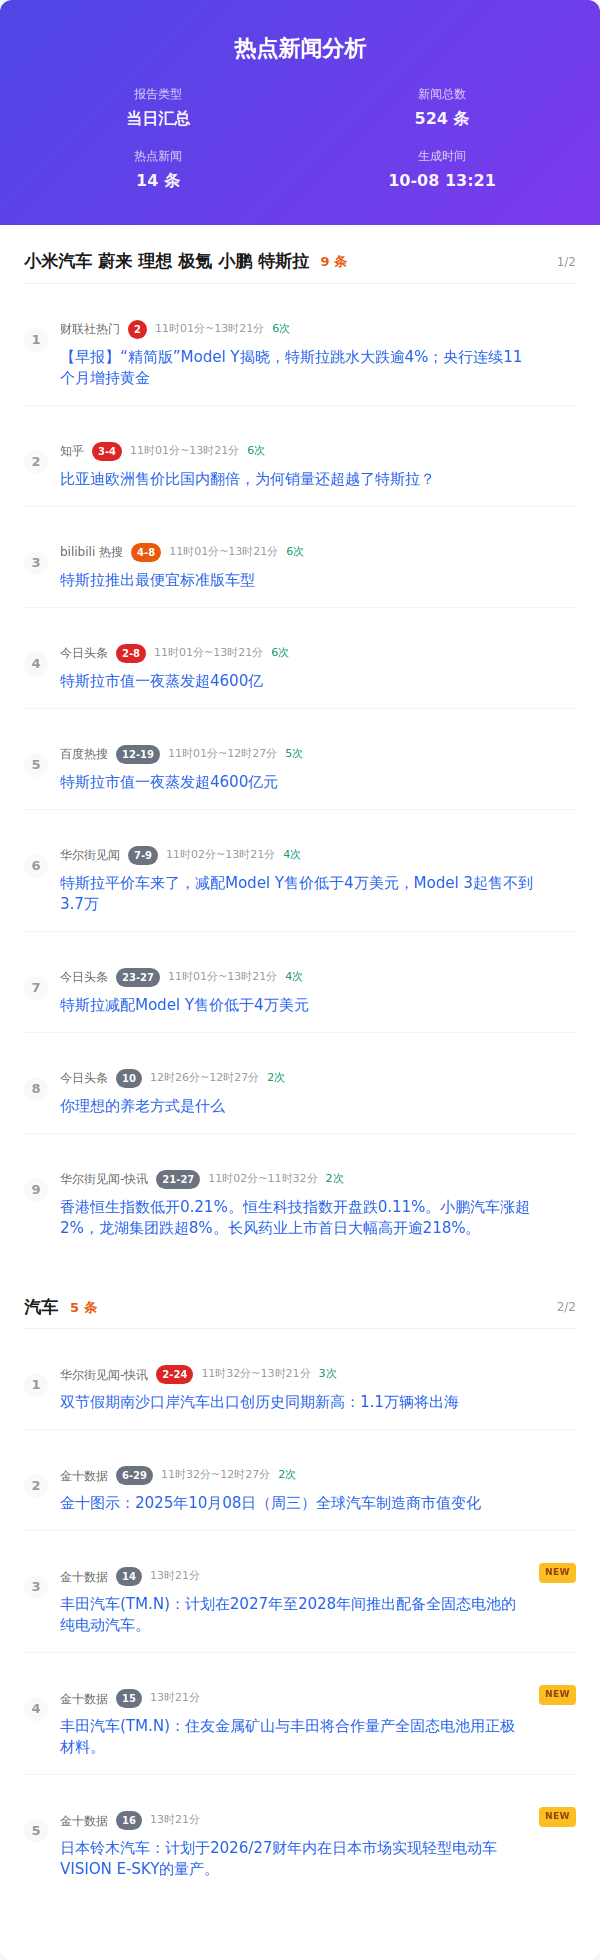 热点新闻分析
报告类型
新闻总数
当日汇总
524 条
热点新闻
生成时间
14 条
10-08 13:21
小米汽车 蔚来 理想 极氪 小鹏 特斯拉 9 条 1/2
1 财联社热门 2 11时01分~13时21分 6次
【早报】“精简版”Model Y揭晓，特斯拉跳水大跌逾4%；央行连续11
个月增持黄金
2 知乎 3-4 11时01分~13时21分 6次
比亚迪欧洲售价比国内翻倍，为何销量还超越了特斯拉？
3 bilibili 热搜 4-8 11时01分~13时21分 6次
特斯拉推出最便宜标准版车型
4 今日头条 2-8 11时01分~13时21分 6次
特斯拉市值一夜蒸发超4600亿
5 百度热搜 12-19 11时01分~12时27分 5次
特斯拉市值一夜蒸发超4600亿元
6 华尔街见闻 7-9 11时02分~13时21分 4次
特斯拉平价车来了，减配Model Y售价低于4万美元，Model 3起售不到
3.7万
7 今日头条 23-27 11时01分~13时21分 4次
特斯拉减配Model Y售价低于4万美元
8 今日头条 10 12时26分~12时27分 2次
你理想的养老方式是什么
9 华尔街见闻-快讯 21-27 11时02分~11时32分 2次
香港恒生指数低开0.21%。恒生科技指数开盘跌0.11%。小鹏汽车涨超
2%，龙湖集团跌超8%。长风药业上市首日大幅高开逾218%。
汽车 5 条 2/2
1 华尔街见闻-快讯 2-24 11时32分~13时21分 3次
双节假期南沙口岸汽车出口创历史同期新高：1.1万辆将出海
2 金十数据 6-29 11时32分~12时27分 2次
金十图示：2025年10月08日（周三）全球汽车制造商市值变化
3 金十数据 14 13时21分 NEW
丰田汽车(TM.N)：计划在2027年至2028年间推出配备全固态电池的
纯电动汽车。
4 金十数据 15 13时21分 NEW
丰田汽车(TM.N)：住友金属矿山与丰田将合作量产全固态电池用正极
材料。
5 金十数据 16 13时21分 NEW
日本铃木汽车：计划于2026/27财年内在日本市场实现轻型电动车
VISION E-SKY的量产。